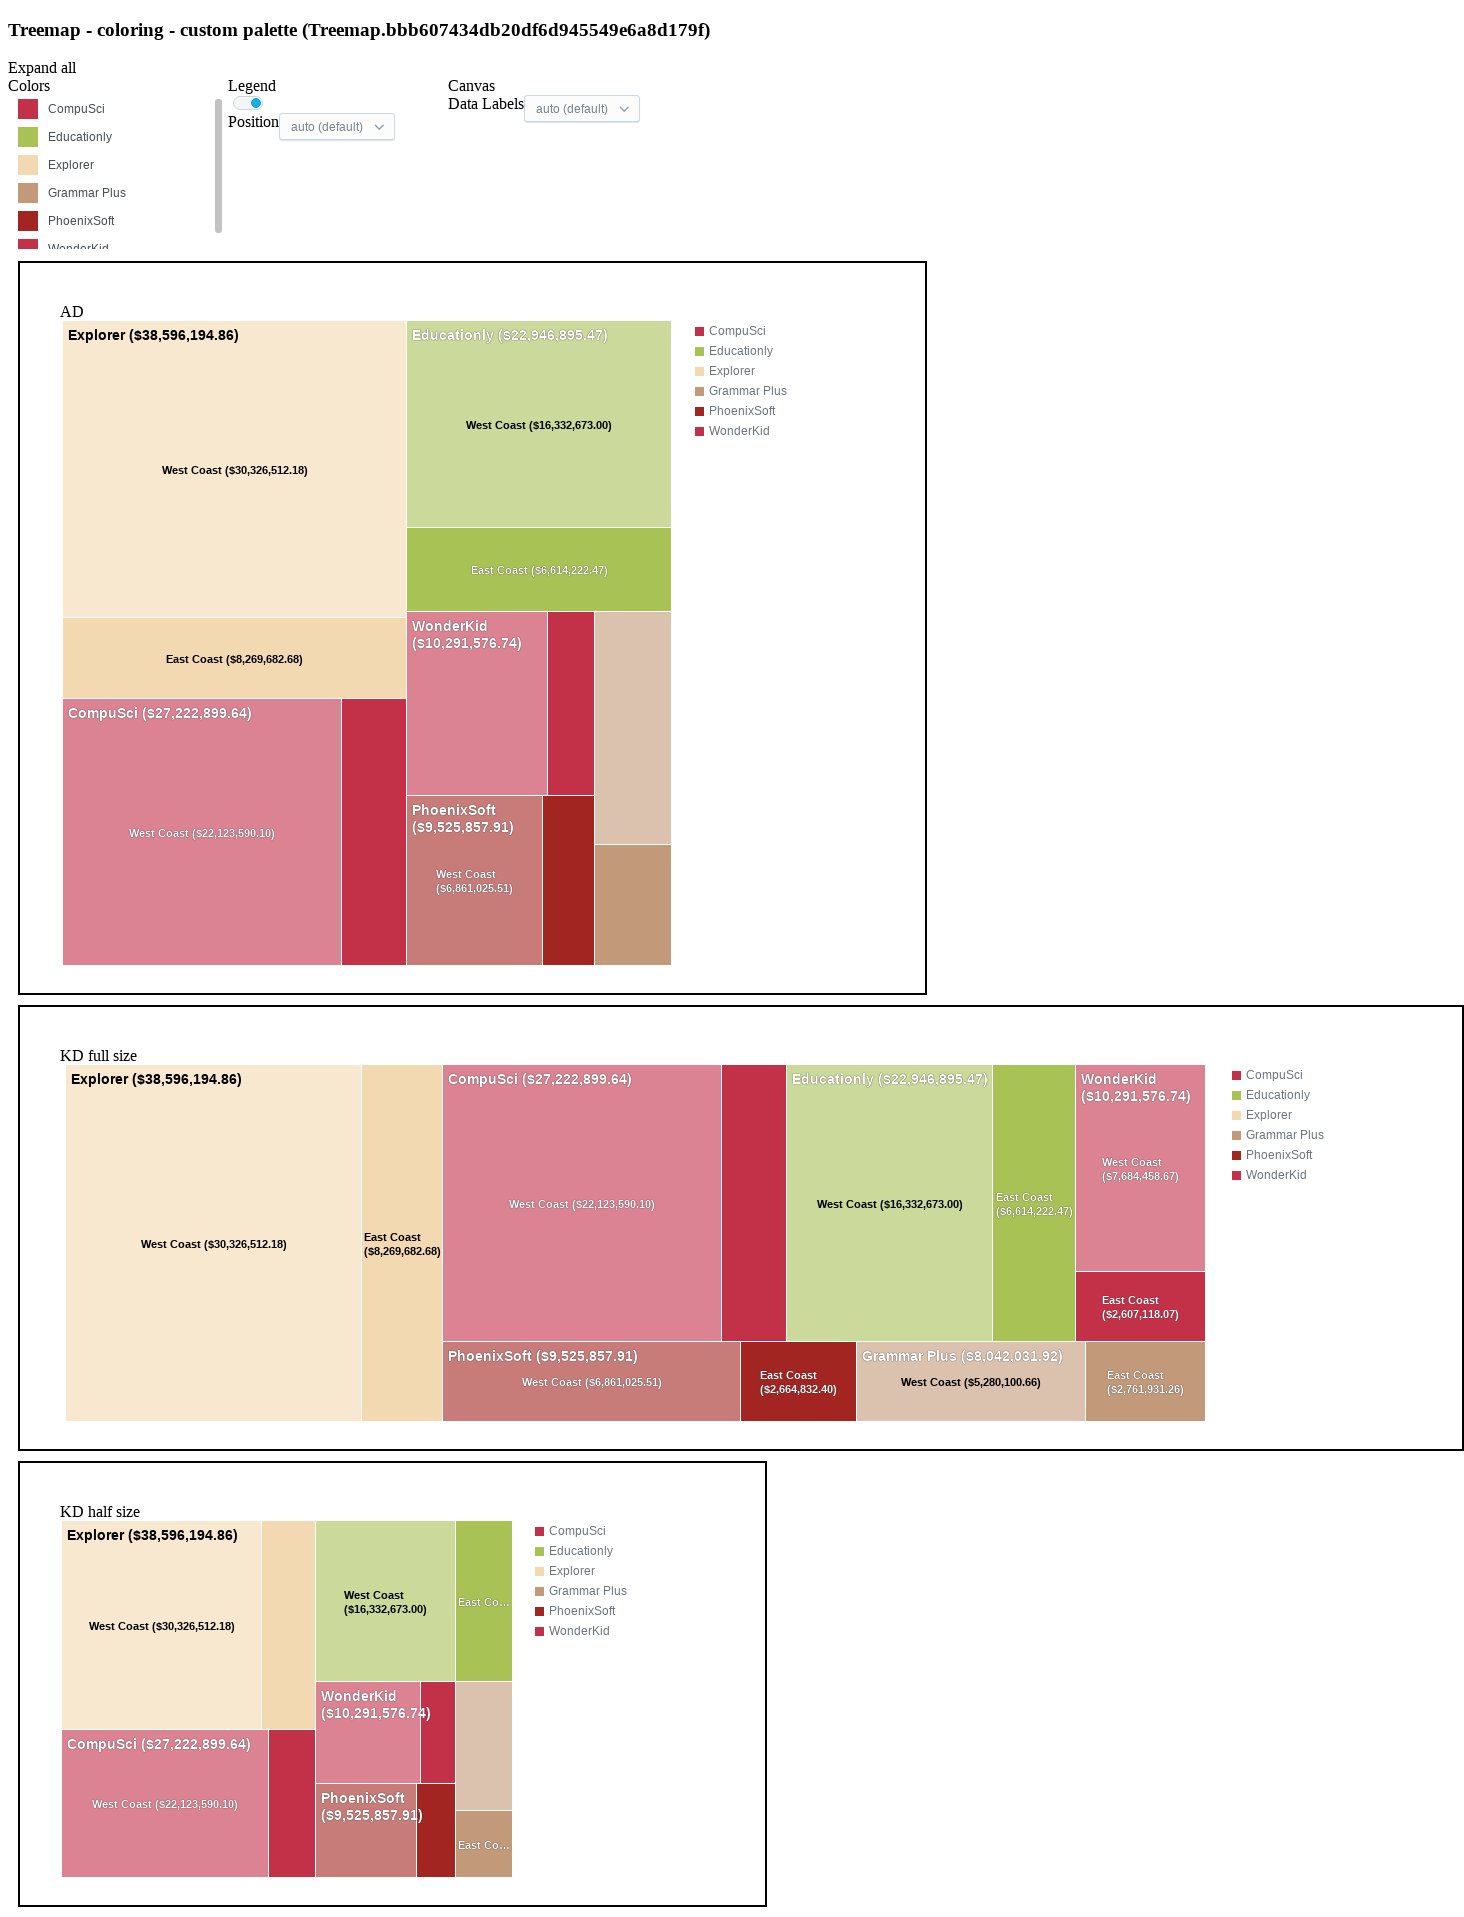 Treemap - coloring - custom palette (Treemap.bbb607434db20df6d945549e6a8d179f)
Expand all
Colors
CompuSci
Educationly
Explorer
Grammar Plus
PhoenixSoft
WonderKid
Legend
Position
auto (default)
Canvas
Data Labels
auto (default)
AD
Explorer ($38,596,194.86)
West Coast ($30,326,512.18)
East Coast ($8,269,682.68)
Educationly ($22,946,895.47)
West Coast ($16,332,673.00)
East Coast ($6,614,222.47)
CompuSci ($27,222,899.64)
West Coast ($22,123,590.10)
WonderKid
($10,291,576.74)
PhoenixSoft
($9,525,857.91)
West Coast
($6,861,025.51)
CompuSci
Educationly
Explorer
Grammar Plus
PhoenixSoft
WonderKid
KD full size
Explorer ($38,596,194.86)
West Coast ($30,326,512.18)
East Coast
($8,269,682.68)
CompuSci ($27,222,899.64)
West Coast ($22,123,590.10)
Educationly ($22,946,895.47)
West Coast ($16,332,673.00)
East Coast
($6,614,222.47)
WonderKid
($10,291,576.74)
West Coast
($7,684,458.67)
East Coast
($2,607,118.07)
PhoenixSoft ($9,525,857.91)
West Coast ($6,861,025.51)
East Coast
($2,664,832.40)
Grammar Plus ($8,042,031.92)
West Coast ($5,280,100.66)
East Coast
($2,761,931.26)
CompuSci
Educationly
Explorer
Grammar Plus
PhoenixSoft
WonderKid
KD half size
Explorer ($38,596,194.86)
West Coast ($30,326,512.18)
West Coast
($16,332,673.00)
East Co…
CompuSci ($27,222,899.64)
West Coast ($22,123,590.10)
WonderKid
($10,291,576.74)
PhoenixSoft
($9,525,857.91)
East Co…
CompuSci
Educationly
Explorer
Grammar Plus
PhoenixSoft
WonderKid